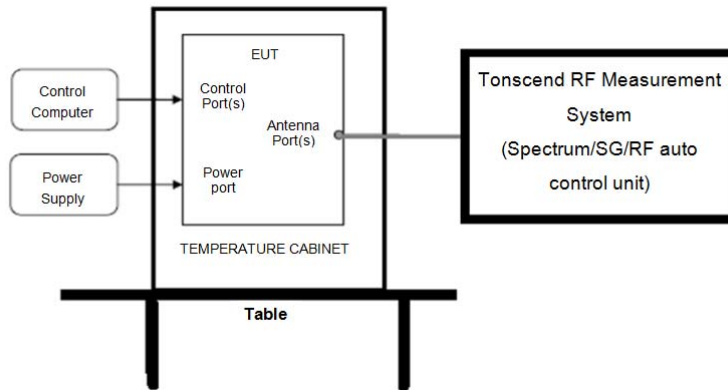 EUT
Control
Computer
Control
Port(s)
Antenna
Port(s)
Power
Supply
Power
port
TEMPERATURE CABINET
Table
Tonscend RF Measurement
System
(Spectrum/SG/RF auto
control unit)